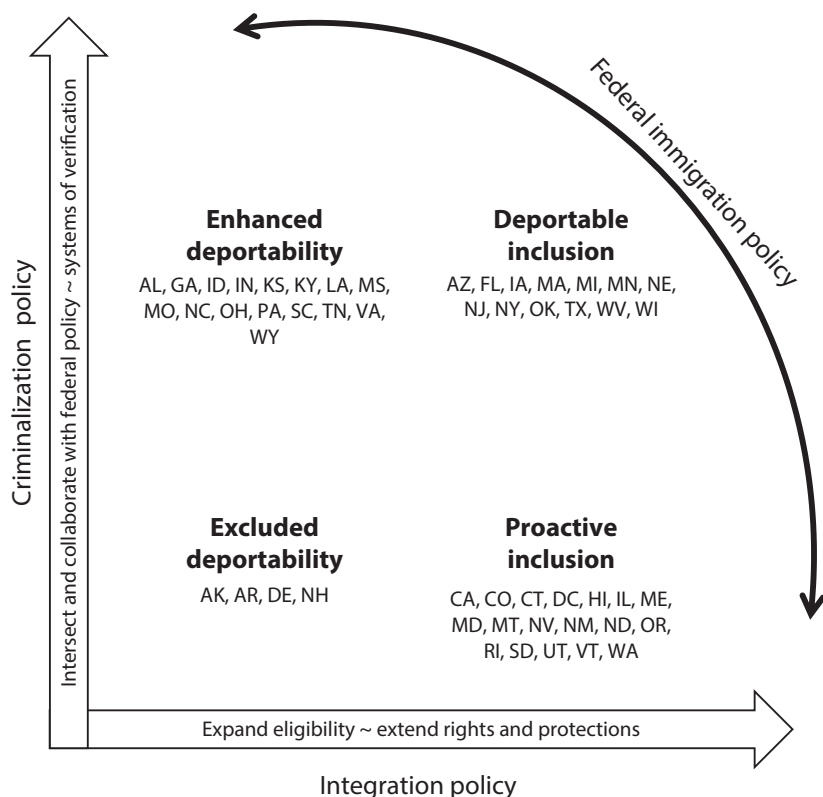 Criminalization policy
Intersect and collaborate with federal policy ~ systems of verification
Federal immigration policy
Enhanced
deportability
AL, GA, ID, IN, KS, KY, LA, MS,
MO, NC, OH, PA, SC, TN, VA,
WY
Deportable
inclusion
AZ, FL, IA, MA, MI, MN, NE,
NJ, NY, OK, TX, WV, WI
Excluded
deportability
AK, AR, DE, NH
Proactive
inclusion
CA, CO, CT, DC, HI, IL, ME,
MD, MT, NV, NM, ND, OR,
RI, SD, UT, VT, WA
Expand eligibility ~ extend rights and protections
Integration policy